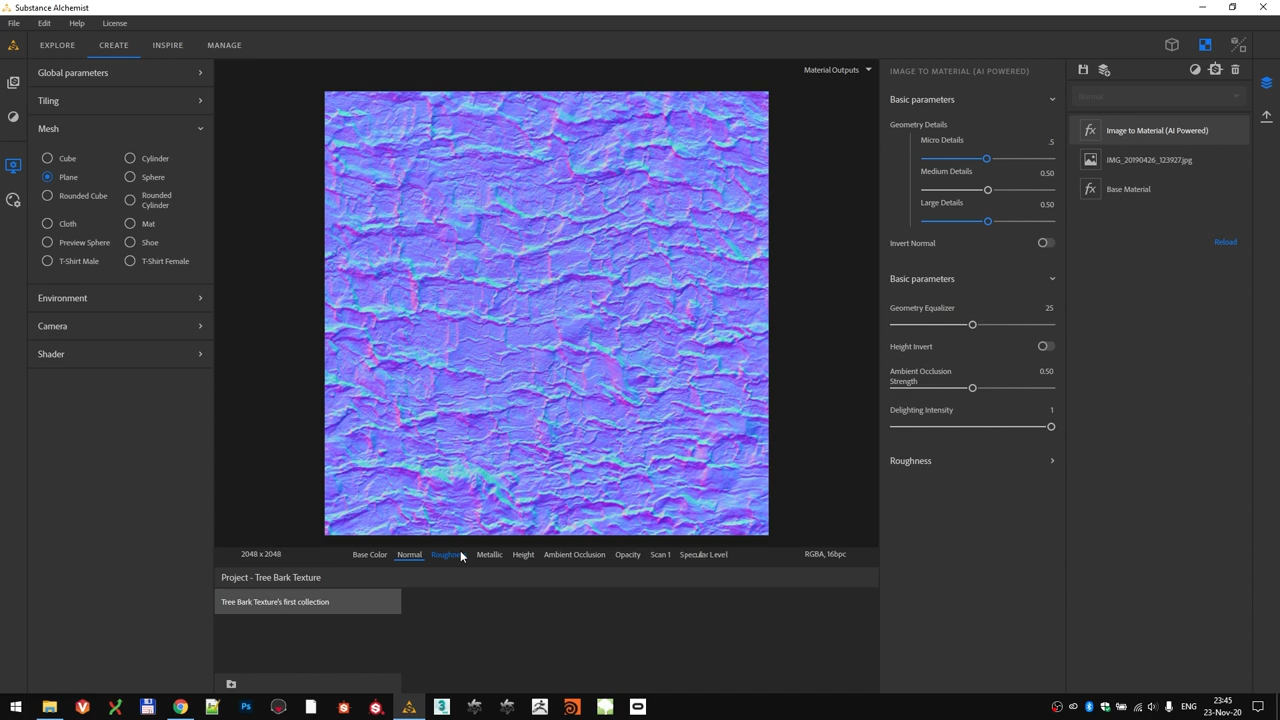 Substance Alchemist
File Edit Help License
EXPLORE CREATE INSPIRE MANAGE
Global parameters
Tiling
Mesh
Cube Cylinder
Plane Sphere
Rounded Cube Rounded
Cylinder
Cloth Mat
Preview Sphere Shoe
T-Shirt Male T-Shirt Female
Environment
Camera
Shader
Material Outputs
2048 x 2048
Base Color Normal Roughness Metallic Height Ambient Occlusion Opacity Scan 1 Specular Level
RGBA, 16bpc
Project - Tree Bark Texture
Tree Bark Texture's first collection
IMAGE TO MATERIAL (AI POWERED)
Basic parameters
Geometry Details
Micro Details .5
Medium Details 0.50
Large Details 0.50
Invert Normal
Basic parameters
Geometry Equalizer 25
Height Invert
Ambient Occlusion 0.50
Strength
Delighting Intensity 1
Roughness
Normal
fx Image to Material (AI Powered)
IMG_20190426_123927.jpg
fx Base Material
Reload
23:45
23-Nov-20